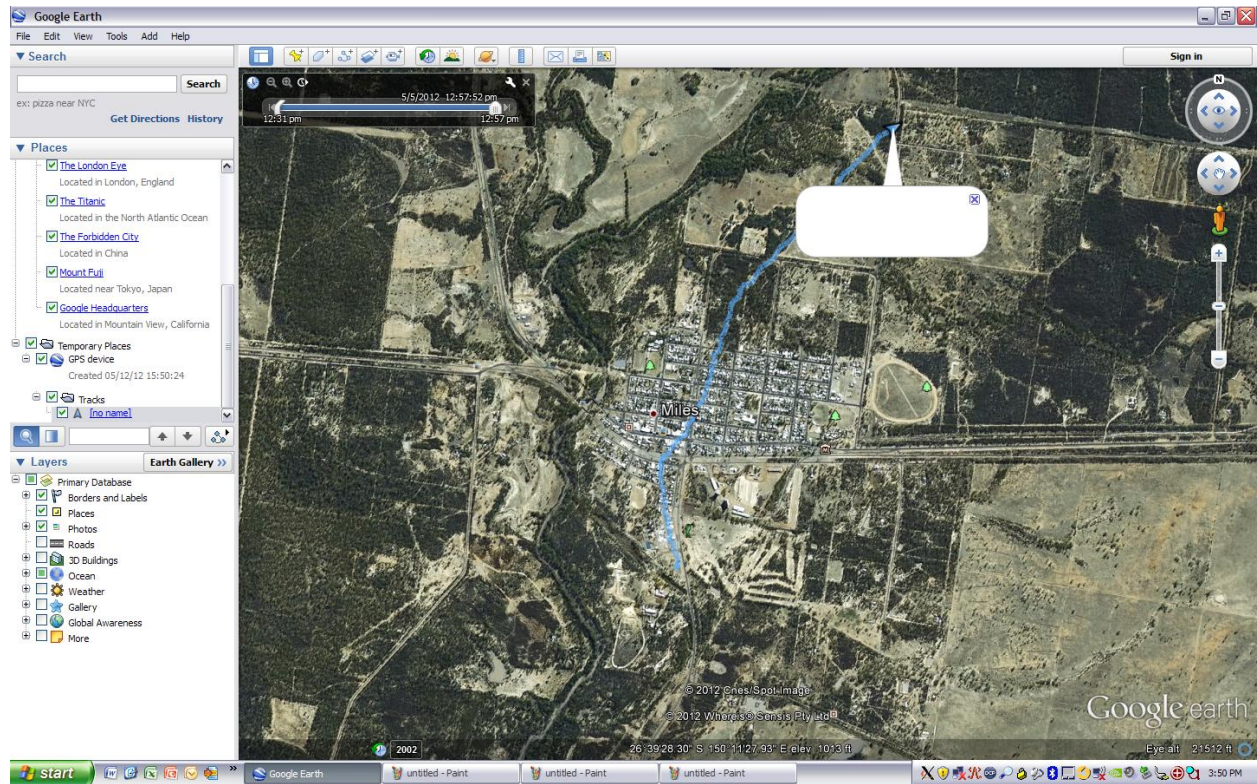 Google Earth
File Edit View Tools Add Help
Search
Sign in
Search
ex: pizza near NYC
Get Directions History
5/5/2012 12:57:52 pm
12:31 pm 12:57 pm
N
Places
The London Eye
Located in London, England
The Titanic
Located in the North Atlantic Ocean
The Forbidden City
Located in China
Mount Fuji
Located near Tokyo, Japan
Google Headquarters
Located in Mountain View, California
Temporary Places
GPS device
Created 05/12/12 15:50:24
Tracks
[no name]
Miles
Layers
Earth Gallery >>
Primary Database
Borders and Labels
Places
Photos
Roads
3D Buildings
Ocean
Weather
Gallery
Global Awareness
More
© 2012 Cnes/Spot Image
© 2012 Whereis® Sensis Pty Ltd
Google earth
2002
26°39'28.30" S 150°11'27.93" E elev 1013 ft
Eye alt 21512 ft
start
Google Earth
untitled - Paint
untitled - Paint
untitled - Paint
3:50 PM